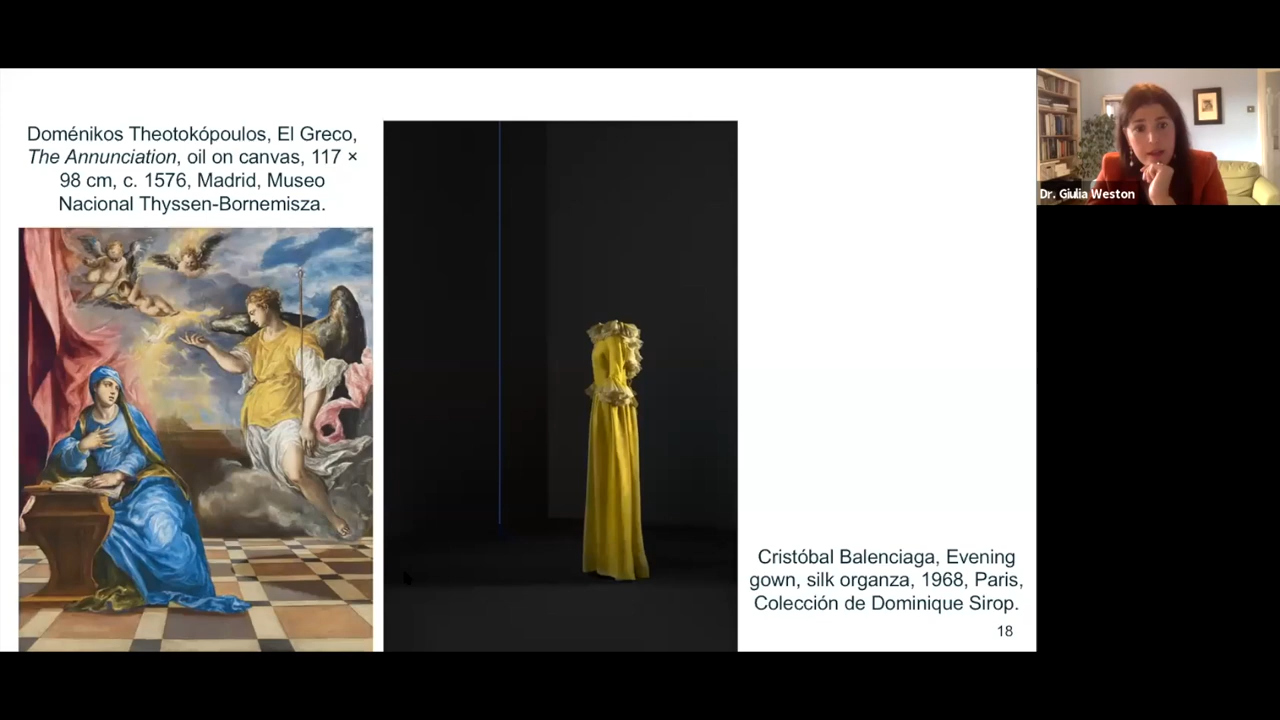 Doménikos Theotokópoulos, El Greco,
The Annunciation, oil on canvas, 117 ×
98 cm, c. 1576, Madrid, Museo
Nacional Thyssen-Bornemisza.
Dr. Giulia Weston
Cristóbal Balenciaga, Evening
gown, silk organza, 1968, Paris,
Colección de Dominique Sirop.
18